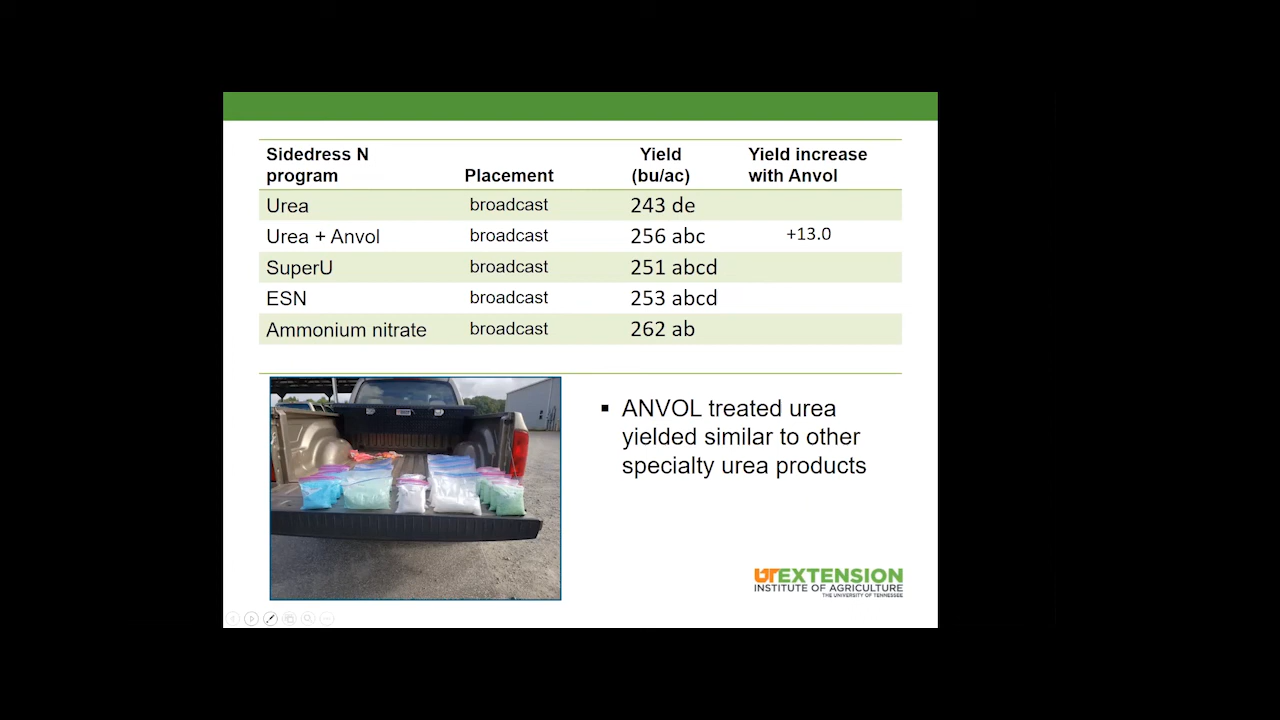 Sidedress N program Placement Yield (bu/ac) Yield increase with Anvol
Urea broadcast 243 de
Urea + Anvol broadcast 256 abc +13.0
SuperU broadcast 251 abcd
ESN broadcast 253 abcd
Ammonium nitrate broadcast 262 ab
▪ ANVOL treated urea
yielded similar to other
specialty urea products
UTEXTENSION
INSTITUTE OF AGRICULTURE
THE UNIVERSITY OF TENNESSEE